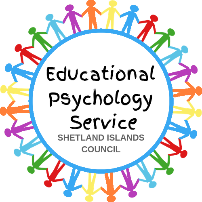 Educational
Psychology
Service
SHETLAND ISLANDS
COUNCIL